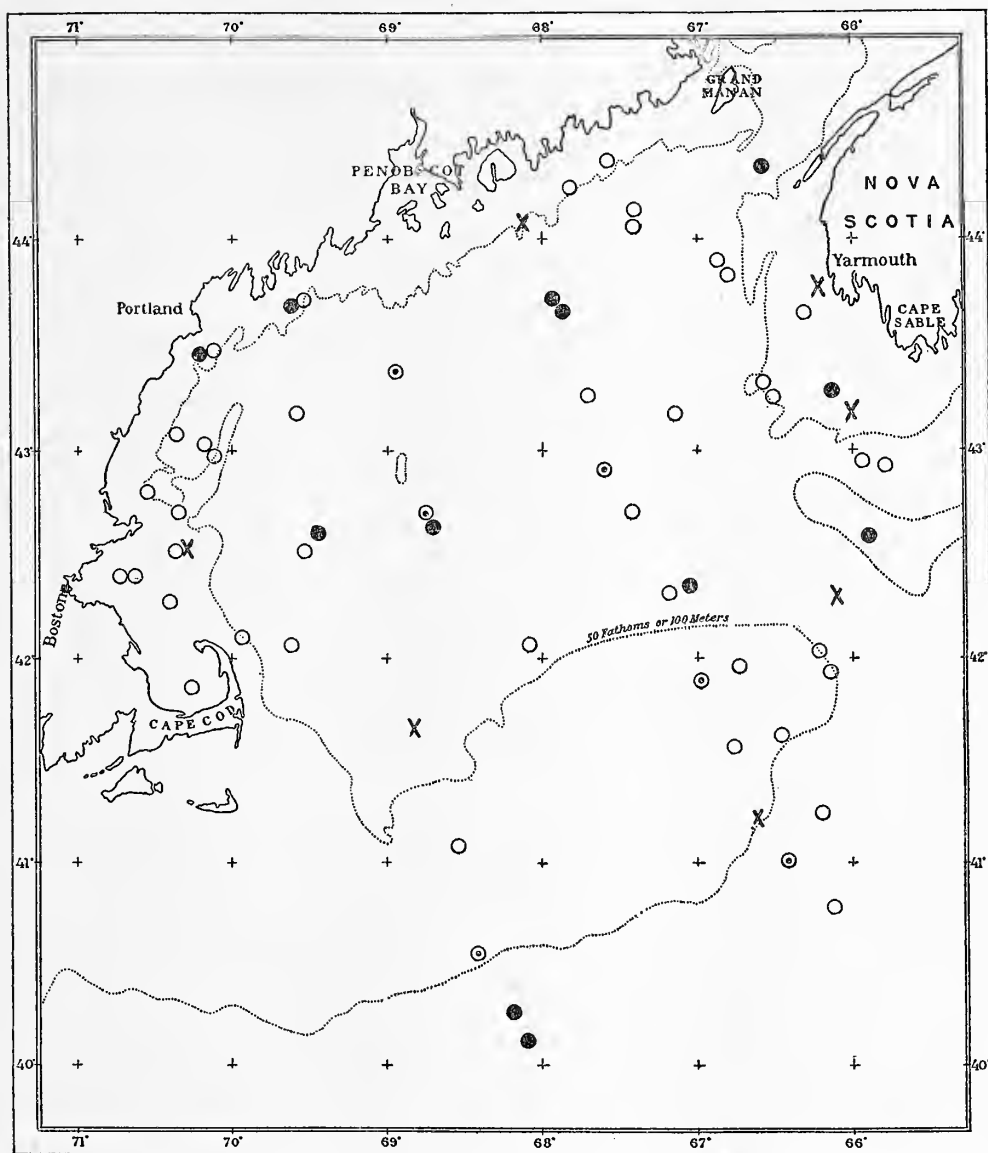 71° 70° 69° 68° 67° 66°
GRAND
MANAN
PENOBSCOT
BAY
NOVA
SCOTIA
44° 44°
Yarmouth
Portland
CAPE
SABLE
43° 43°
Boston
50 Fathoms or 100 Meters
42° 42°
CAPE COD
41° 41°
40° 40°
71° 70° 69° 68° 67° 66°